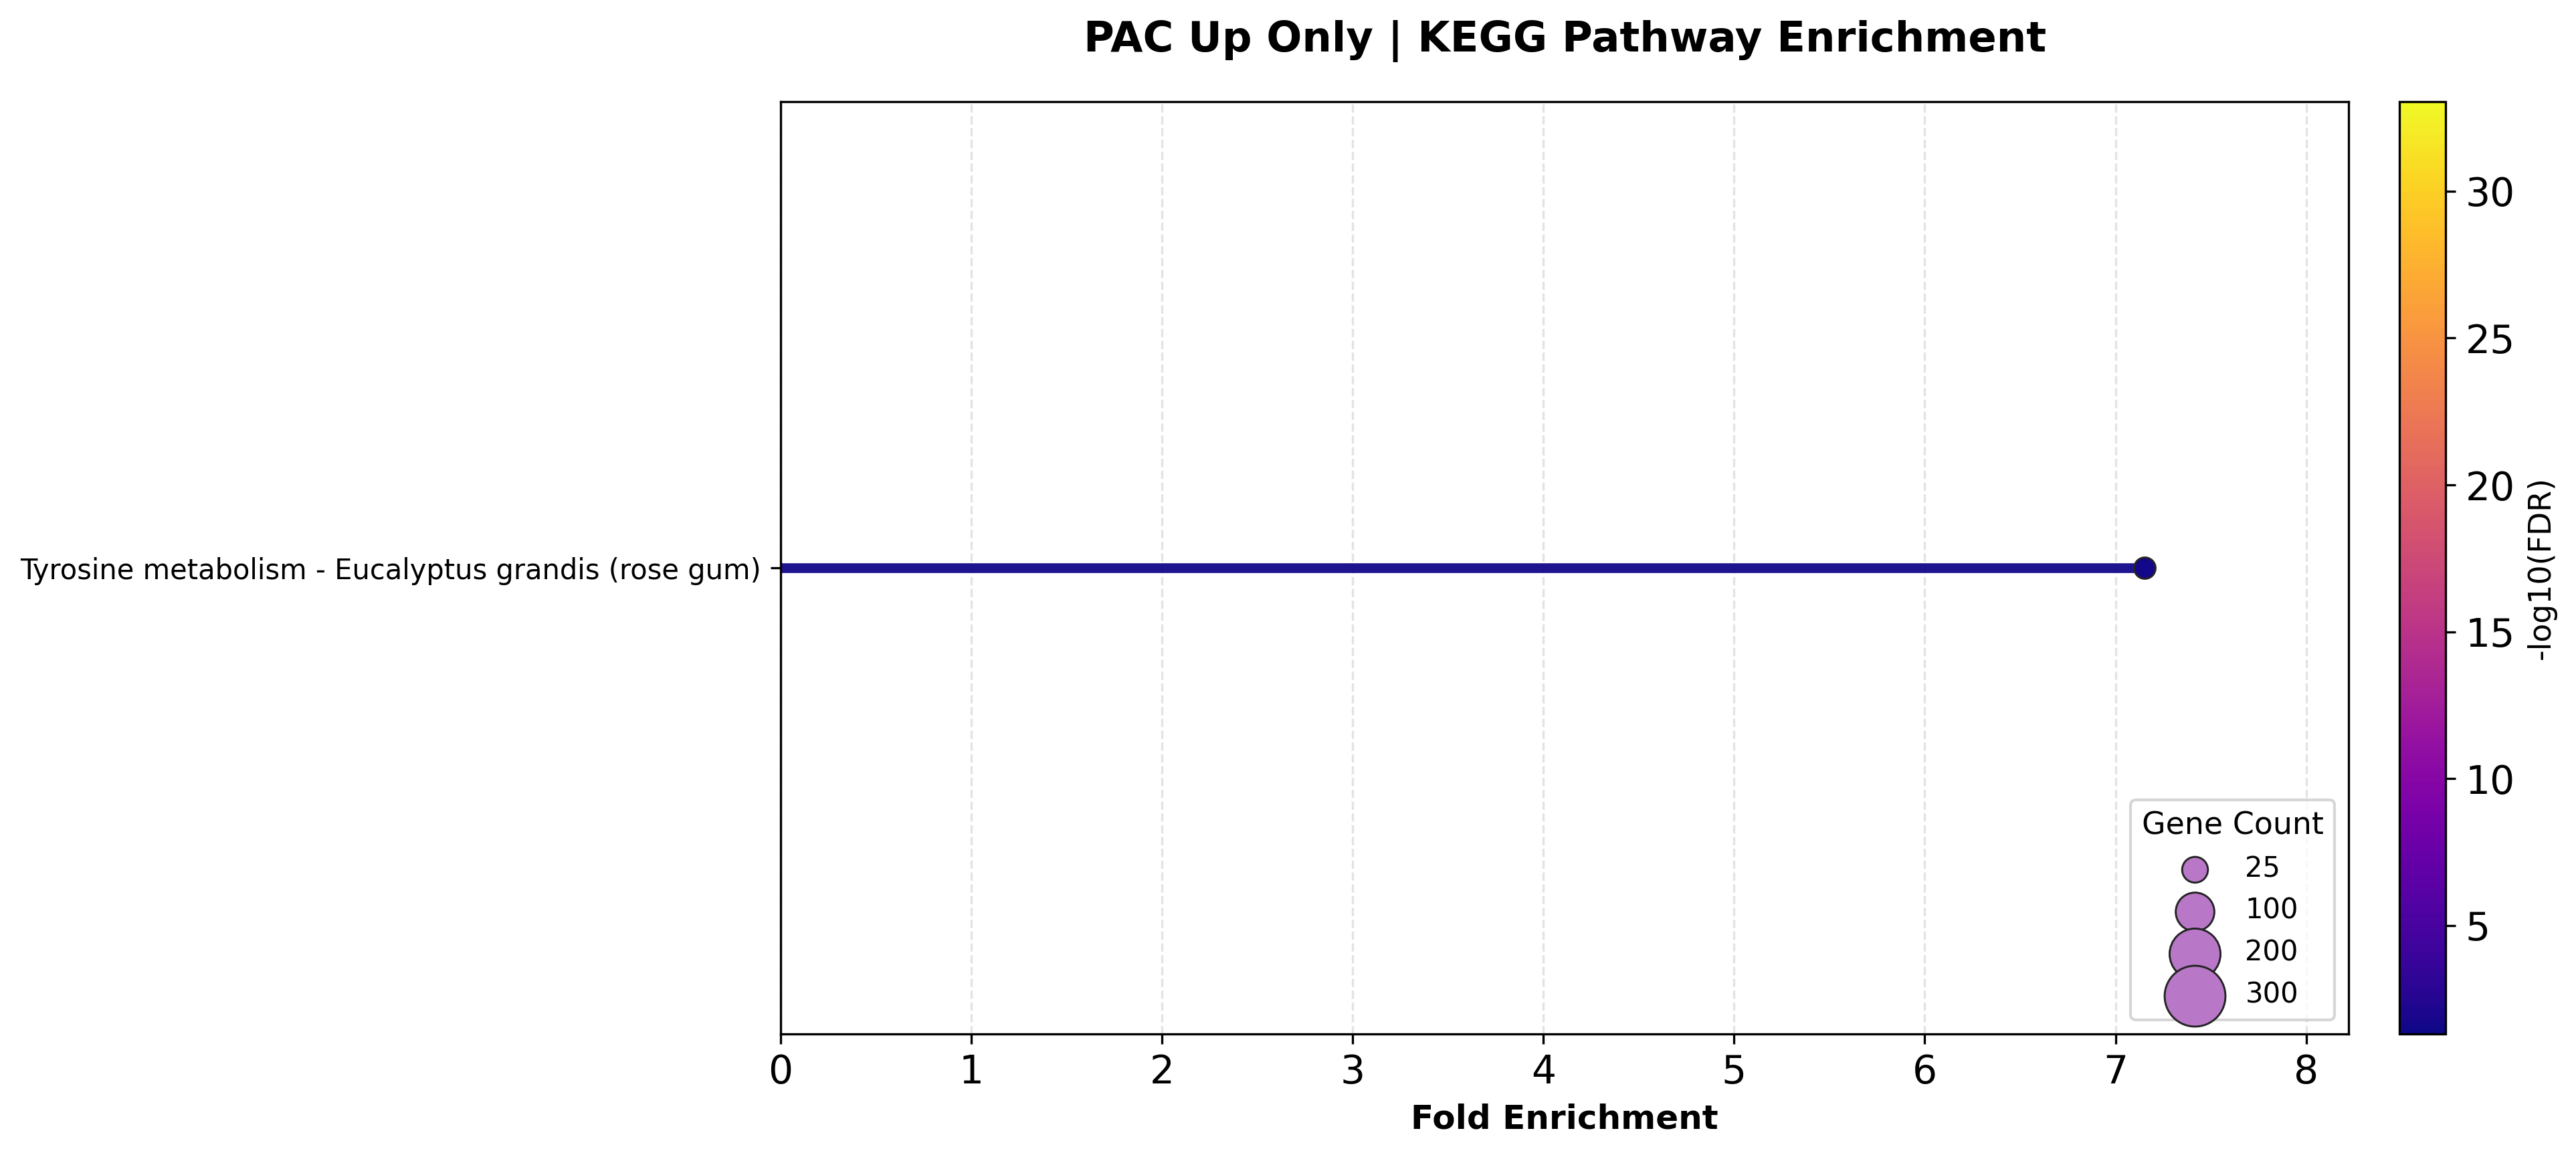 PAC Up Only | KEGG Pathway Enrichment
Tyrosine metabolism - Eucalyptus grandis (rose gum)
0 1 2 3 4 5 6 7 8
Fold Enrichment
Gene Count
25
100
200
300
30
25
20
15
10
5
-log10(FDR)